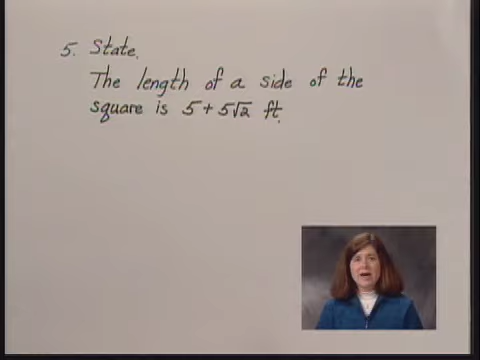 5. State.
The length of a side of the
square is 5 + 5√2 ft.